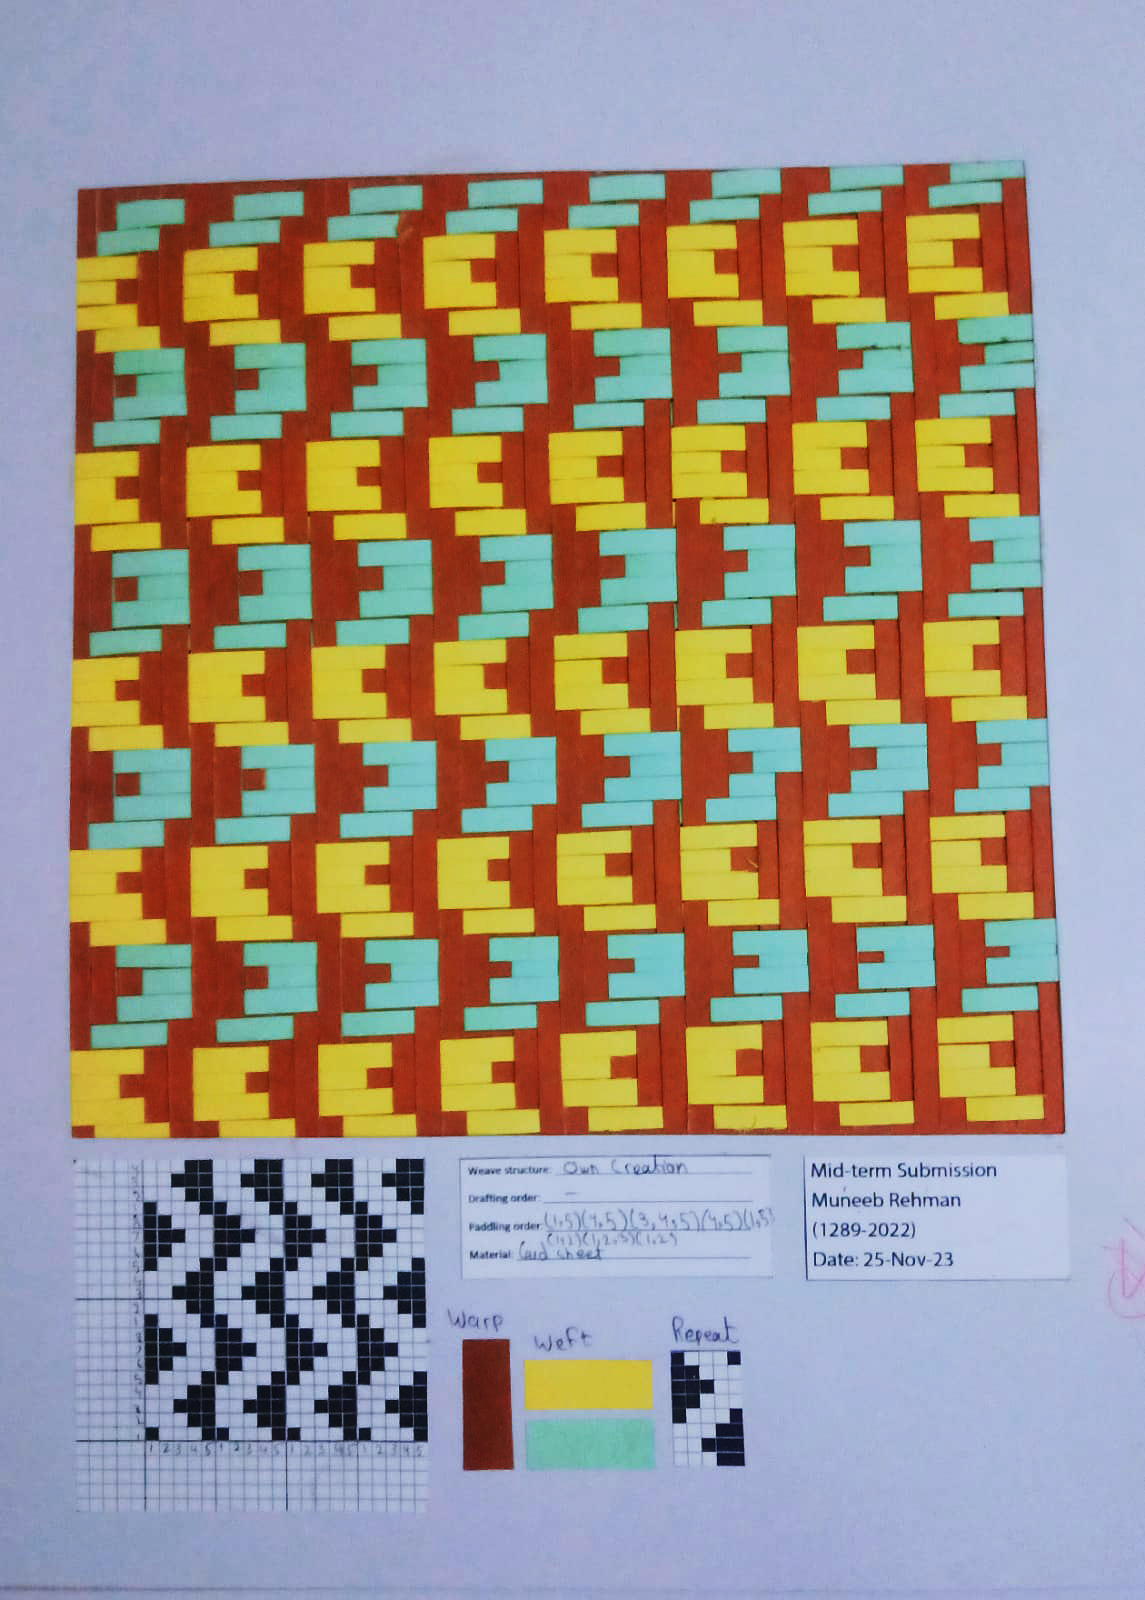 Weave structure: Own Creation
Drafting order: —
Paddling order: (1,5)(4,5)(3,4,5)(4,5)(1,5)
(1,2)(1,2,3)(1,2)
Material: Card sheet
Mid-term Submission
Muneeb Rehman
(1289-2022)
Date: 25-Nov-23
Warp
Weft
Repeat
1 2 3 4 5 1 2 3 4 5 1 2 3 4 5 1 2 3 4 5